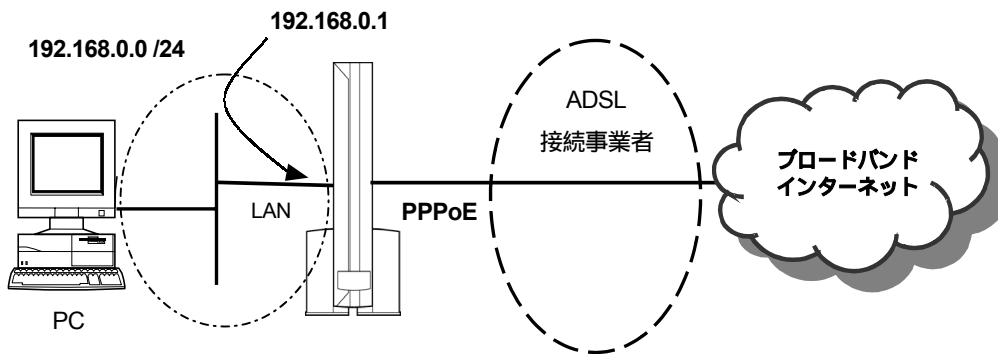 192.168.0.1
192.168.0.0 /24
ADSL
接続事業者
ブロードバンド
インターネット
LAN
PPPoE
PC